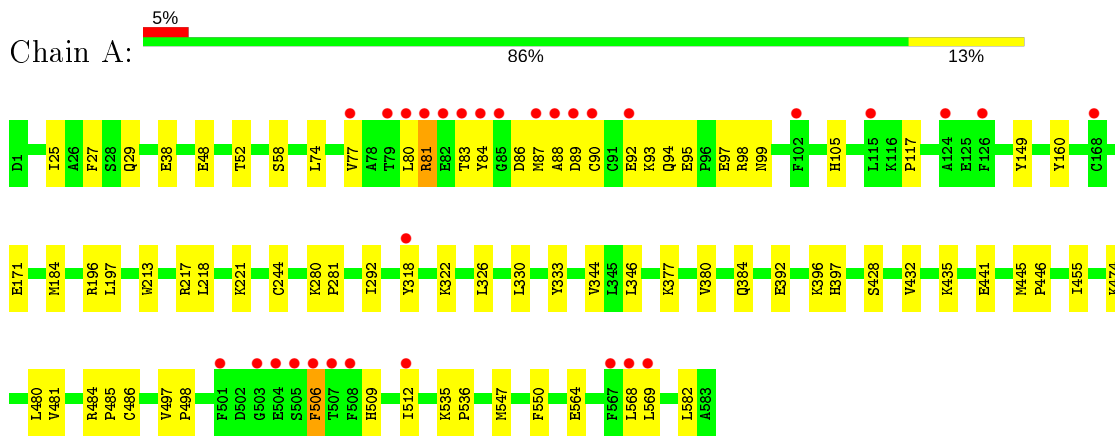 5%
Chain A:
86%
13%
D1 I25 A26 F27 S28 Q29 E38 E48 T52 S58 L74 V77 A78 T79 L80 R81 E82 T83 Y84 G85 D86 M87 A88 D89 C90 C91 E92 K93 Q94 E95 P96 E97 R98 N99 F102 H105 L115 K116 P117 A124 E125 F126 Y149 Y160 C168
E171 M184 R196 L197 W213 R217 L218 K221 C244 K280 P281 I292 Y318 K322 L326 L330 Y333 V344 L345 L346 K377 V380 Q384 E392 K396 H397 S428 V432 K435 E441 M445 P446 I455 K474
L480 V481 R484 P485 C486 V497 P498 F501 D502 G503 E504 S505 F506 T507 F508 H509 I512 K535 P536 M547 F550 E564 F567 L568 L569 L582 A583